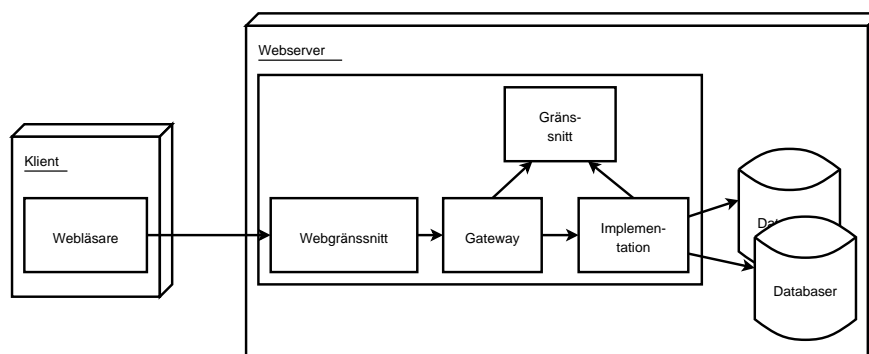 Webserver
Gräns-
snitt
Klient
Webläsare
Webgränssnitt
Gateway
Implemen-
tation
Databaser